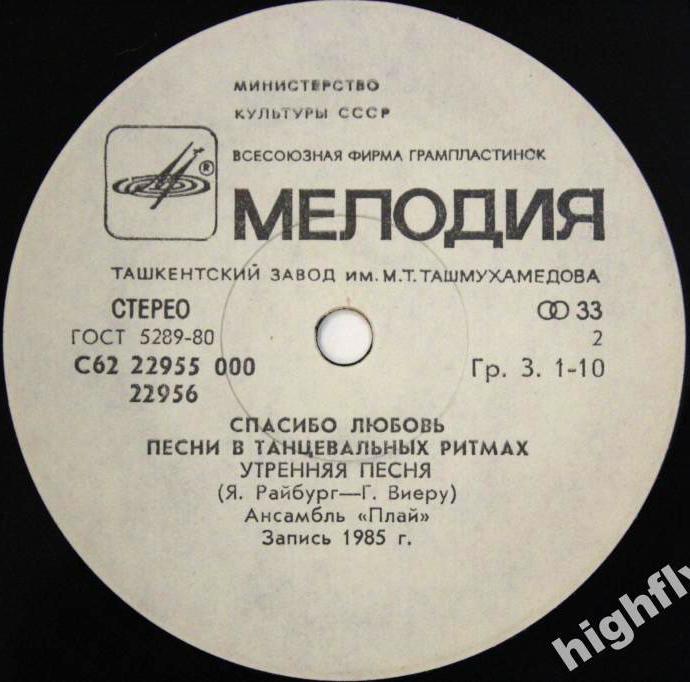 МИНИСТЕРСТВО
КУЛЬТУРЫ СССР
ВСЕСОЮЗНАЯ ФИРМА ГРАМПЛАСТИНОК
®
МЕЛОДИЯ
ТАШКЕНТСКИЙ ЗАВОД ИМ. М.Т. ТАШМУХАМЕДОВА
СТЕРЕО 33
ГОСТ 5289-80 2
С62 22955 000 Гр. 3. 1-10
22956
СПАСИБО ЛЮБОВЬ
ПЕСНИ В ТАНЦЕВАЛЬНЫХ РИТМАХ
УТРЕННЯЯ ПЕСНЯ
(Я. Райбург—Г. Виеру)
Ансамбль «Плай»
Запись 1985 г.
highfly